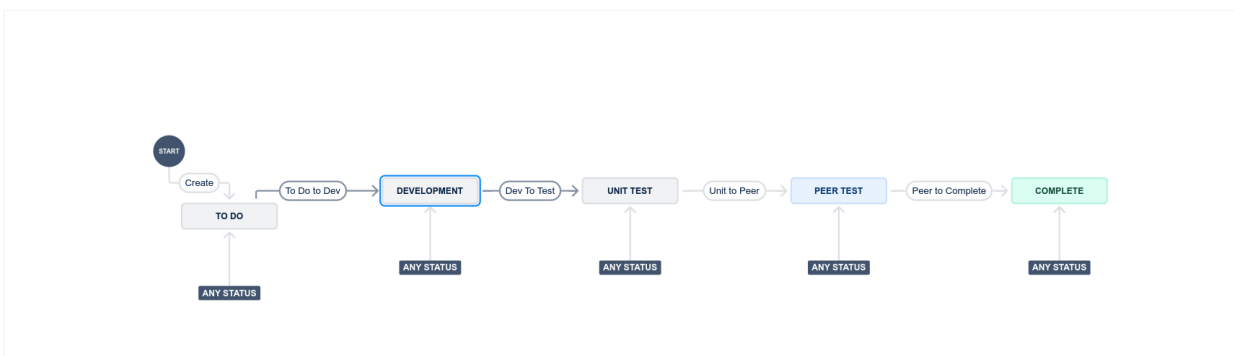 START
Create
TO DO
ANY STATUS
To Do to Dev
DEVELOPMENT
ANY STATUS
Dev To Test
UNIT TEST
ANY STATUS
Unit to Peer
PEER TEST
ANY STATUS
Peer to Complete
COMPLETE
ANY STATUS